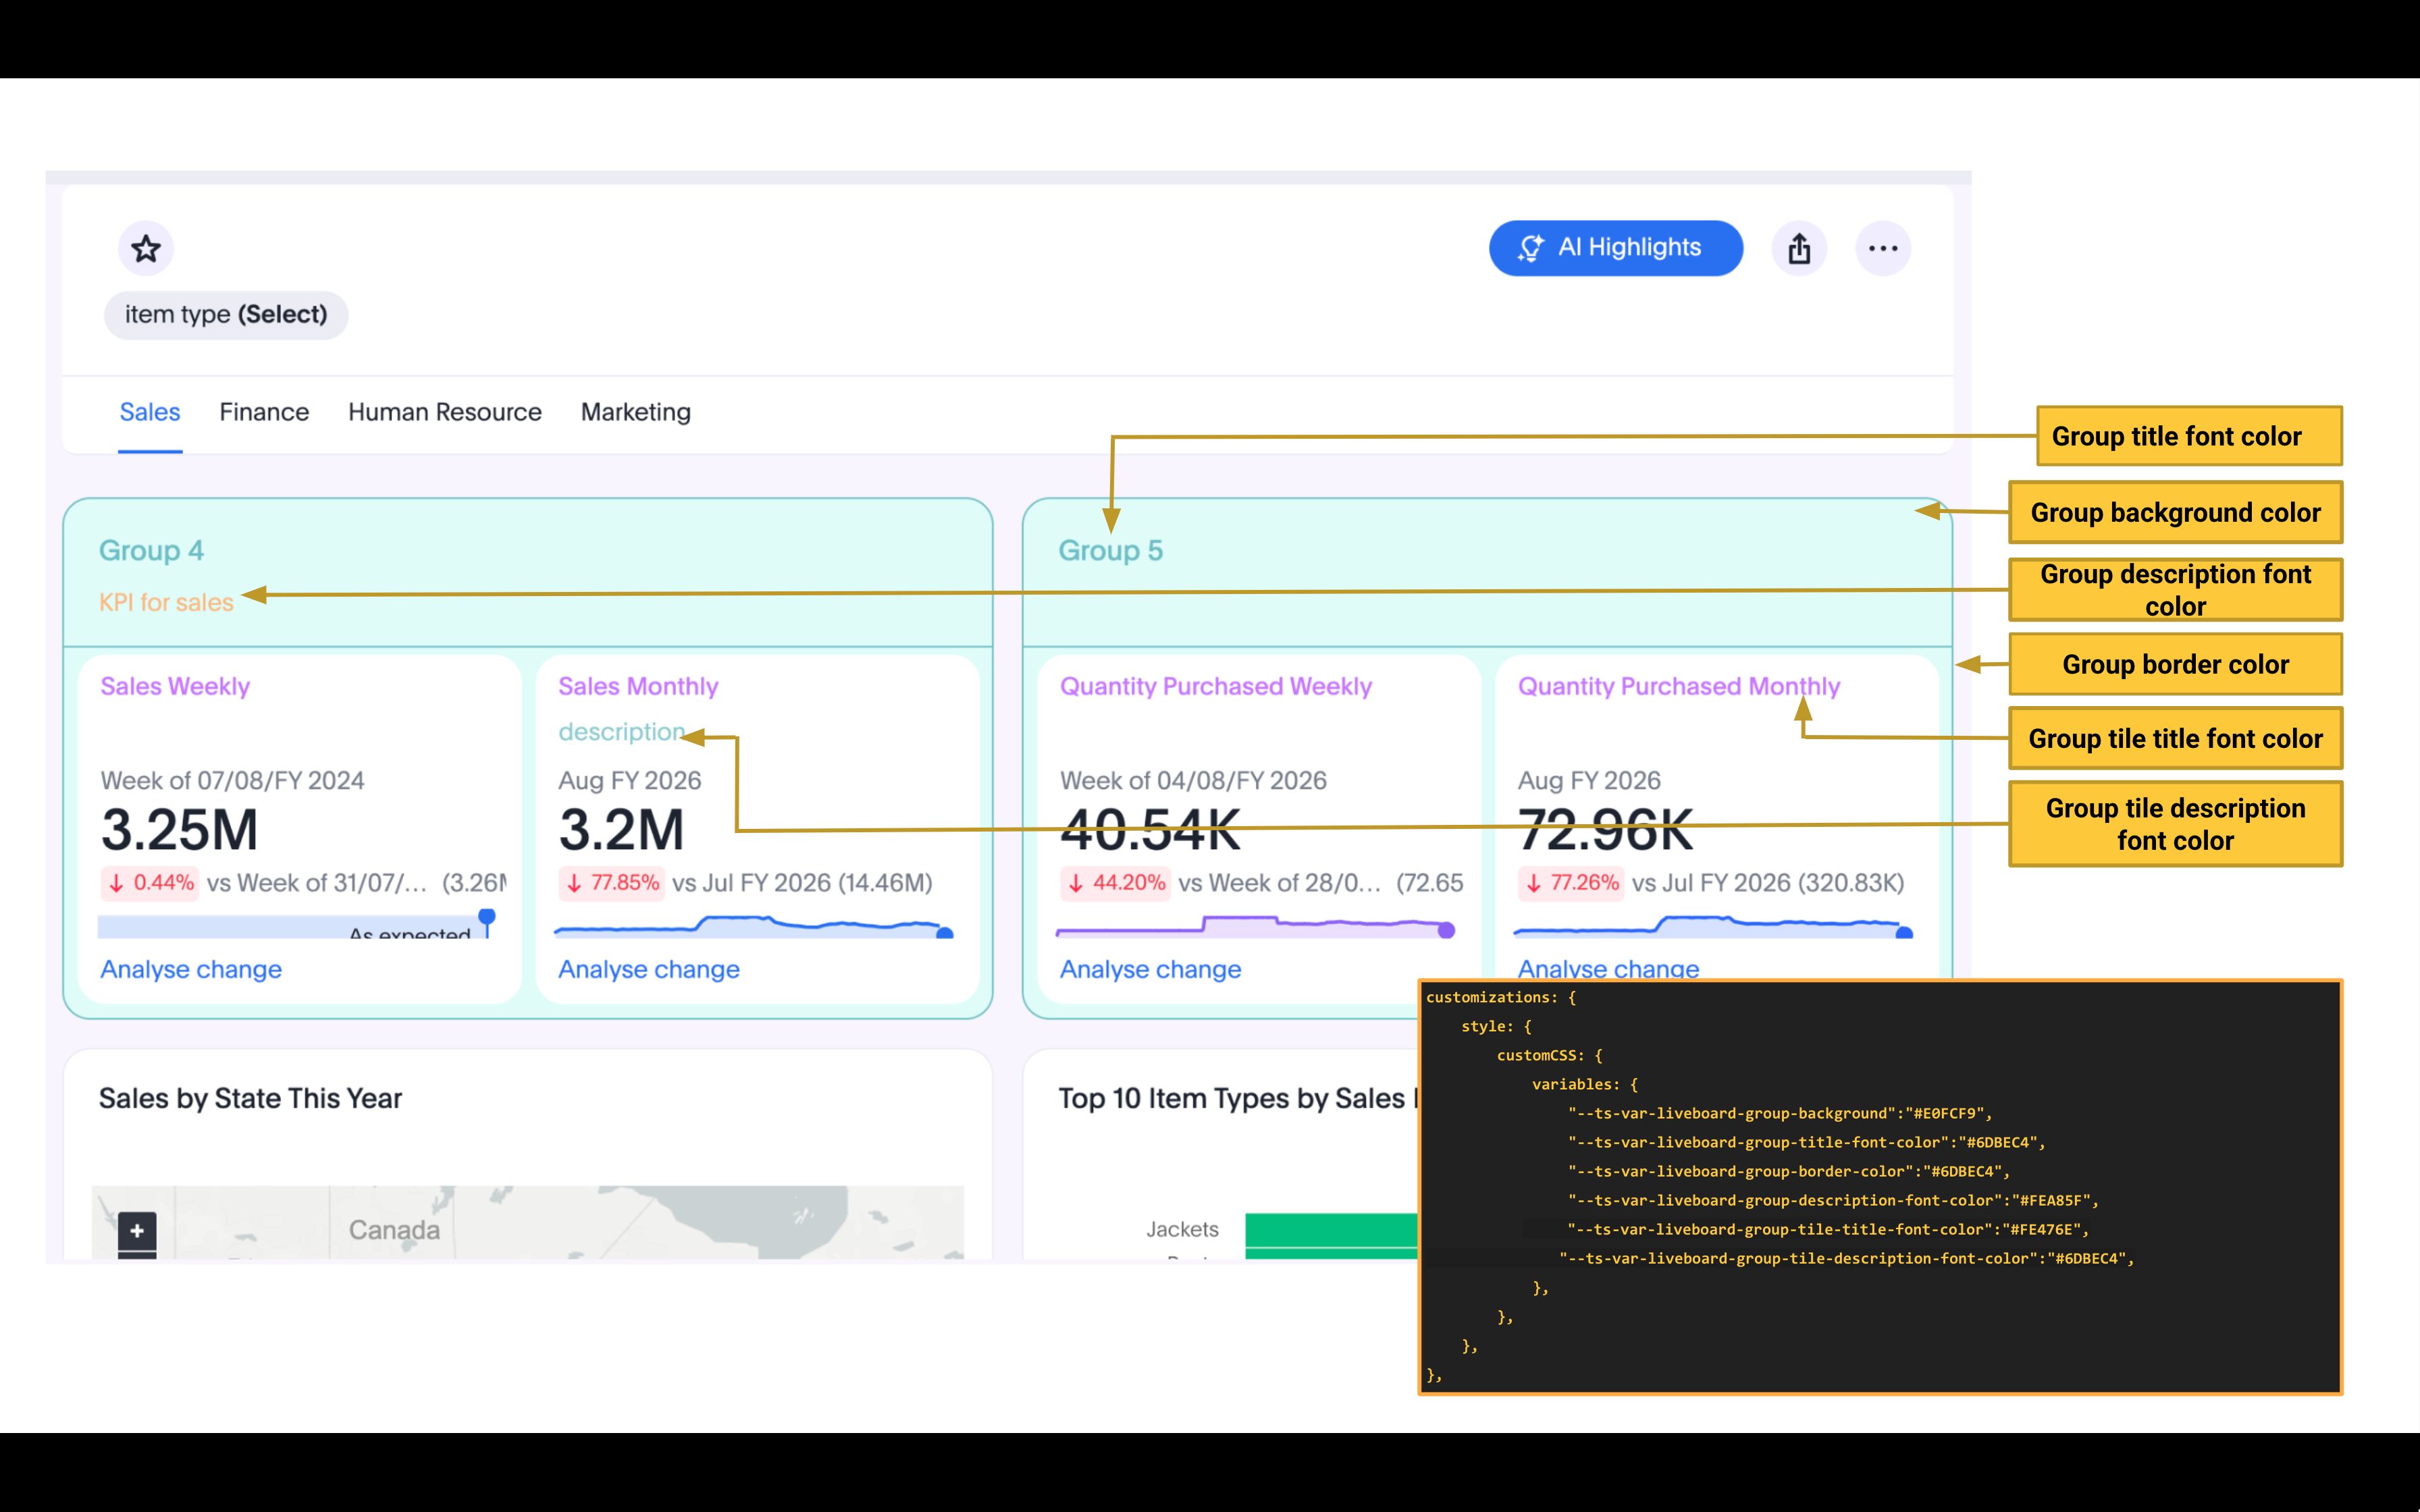 AI Highlights
item type (Select)
Sales Finance Human Resource Marketing
Group title font color
Group background color
Group 4
Group 5
Group description font
color
KPI for sales
Group border color
Sales Weekly
Sales Monthly
Quantity Purchased Weekly
Quantity Purchased Monthly
description
Group tile title font color
Week of 07/08/FY 2024
Aug FY 2026
Week of 04/08/FY 2026
Aug FY 2026
3.25M
3.2M
40.54K
72.96K
Group tile description
font color
↓ 0.44% vs Week of 31/07/... (3.26M
↓ 77.85% vs Jul FY 2026 (14.46M)
↓ 44.20% vs Week of 28/0... (72.65
↓ 77.26% vs Jul FY 2026 (320.83K)
As expected
Analyse change
Analyse change
Analyse change
Analyse change
Sales by State This Year
Top 10 Item Types by Sales
Canada
Jackets
customizations: {
style: {
customCSS: {
variables: {
"--ts-var-liveboard-group-background":"#E0FCF9",
"--ts-var-liveboard-group-title-font-color":"#6DBEC4",
"--ts-var-liveboard-group-border-color":"#6DBEC4",
"--ts-var-liveboard-group-description-font-color":"#FEA85F",
"--ts-var-liveboard-group-tile-title-font-color":"#FE476E",
"--ts-var-liveboard-group-tile-description-font-color":"#6DBEC4",
},
},
},
},